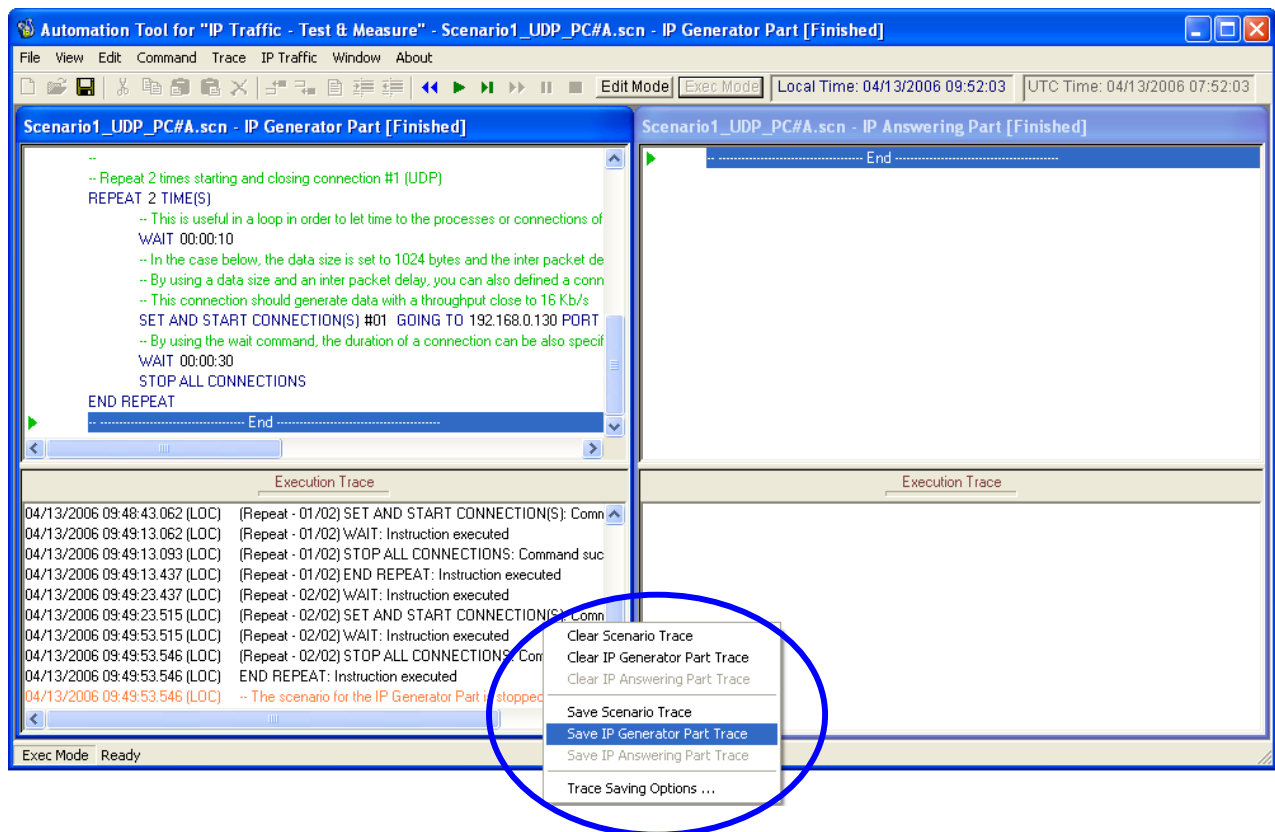 Automation Tool for "IP Traffic - Test & Measure" - Scenario1_UDP_PC#A.scn - IP Generator Part [Finished]
File View Edit Command Trace IP Traffic Window About
Edit Mode Exec Mode Local Time: 04/13/2006 09:52:03 UTC Time: 04/13/2006 07:52:03
Scenario1_UDP_PC#A.scn - IP Generator Part [Finished]
--
-- Repeat 2 times starting and closing connection #1 (UDP)
REPEAT 2 TIME(S)
-- This is useful in a loop in order to let time to the processes or connections of
WAIT 00:00:10
-- In the case below, the data size is set to 1024 bytes and the inter packet de
-- By using a data size and an inter packet delay, you can also defined a conn
-- This connection should generate data with a throughput close to 16 Kb/s
SET AND START CONNECTION(S) #01 GOING TO 192.168.0.130 PORT
-- By using the wait command, the duration of a connection can be also specif
WAIT 00:00:30
STOP ALL CONNECTIONS
END REPEAT
-- ------------------------------------ End ------------------------------------------
Scenario1_UDP_PC#A.scn - IP Answering Part [Finished]
-- ------------------------------------ End ------------------------------------------
Execution Trace
04/13/2006 09:48:43.062 (LOC) (Repeat - 01/02) SET AND START CONNECTION(S): Comn
04/13/2006 09:49:13.062 (LOC) (Repeat - 01/02) WAIT: Instruction executed
04/13/2006 09:49:13.093 (LOC) (Repeat - 01/02) STOP ALL CONNECTIONS: Command suc
04/13/2006 09:49:13.437 (LOC) (Repeat - 01/02) END REPEAT: Instruction executed
04/13/2006 09:49:23.437 (LOC) (Repeat - 02/02) WAIT: Instruction executed
04/13/2006 09:49:23.515 (LOC) (Repeat - 02/02) SET AND START CONNECTION(S): Comn
04/13/2006 09:49:53.515 (LOC) (Repeat - 02/02) WAIT: Instruction executed
04/13/2006 09:49:53.546 (LOC) (Repeat - 02/02) STOP ALL CONNECTIONS: Com
04/13/2006 09:49:53.546 (LOC) END REPEAT: Instruction executed
04/13/2006 09:49:53.546 (LOC) -- The scenario for the IP Generator Part is stopped
Execution Trace
Clear Scenario Trace
Clear IP Generator Part Trace
Clear IP Answering Part Trace
Save Scenario Trace
Save IP Generator Part Trace
Save IP Answering Part Trace
Trace Saving Options ...
Exec Mode Ready